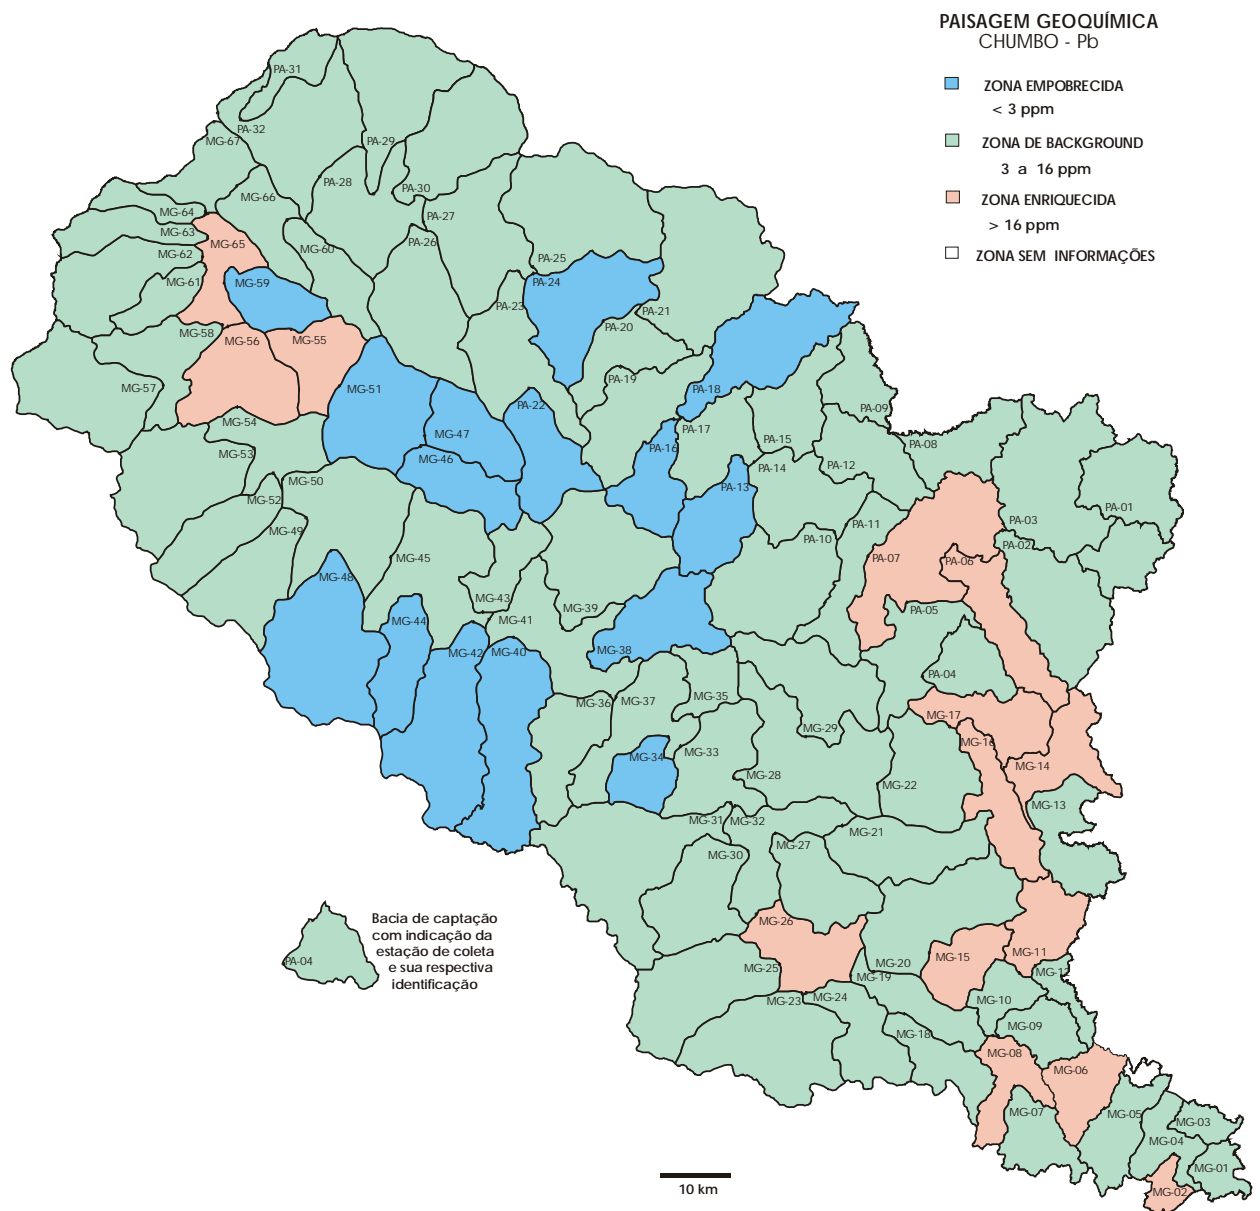 PAISAGEM GEOQUÍMICA
CHUMBO - Pb
ZONA EMPOBRECIDA
< 3 ppm
ZONA DE BACKGROUND
3 a 16 ppm
ZONA ENRIQUECIDA
> 16 ppm
ZONA SEM INFORMAÇÕES
PA-31
PA-32
MG-67
PA-29
PA-28
PA-30
MG-66
MG-64
PA-27
MG-63
MG-65
PA-26
MG-60
MG-62
PA-25
MG-61
MG-59
PA-24
PA-23
PA-21
PA-20
MG-58
MG-56
MG-55
PA-19
MG-57
MG-51
PA-18
PA-22
PA-09
MG-54
PA-17
MG-47
PA-15
PA-08
MG-53
MG-46
PA-16
PA-14
PA-12
MG-50
PA-13
MG-52
PA-01
PA-03
PA-11
MG-49
PA-10
PA-02
MG-45
PA-07
PA-06
MG-48
MG-43
MG-39
PA-05
MG-44
MG-41
MG-42
MG-40
MG-38
PA-04
MG-36
MG-37
MG-35
MG-17
MG-29
MG-16
MG-34
MG-33
MG-14
MG-28
MG-22
MG-13
MG-31
MG-32
MG-21
MG-30
MG-27
MG-26
MG-11
MG-15
MG-20
MG-25
MG-19
MG-1
MG-23
MG-24
MG-10
MG-09
MG-18
MG-08
MG-06
MG-07
MG-05
MG-03
MG-04
MG-01
MG-02
PA-04
Bacia de captação
com indicação da
estação de coleta
e sua respectiva
identificação
10 km